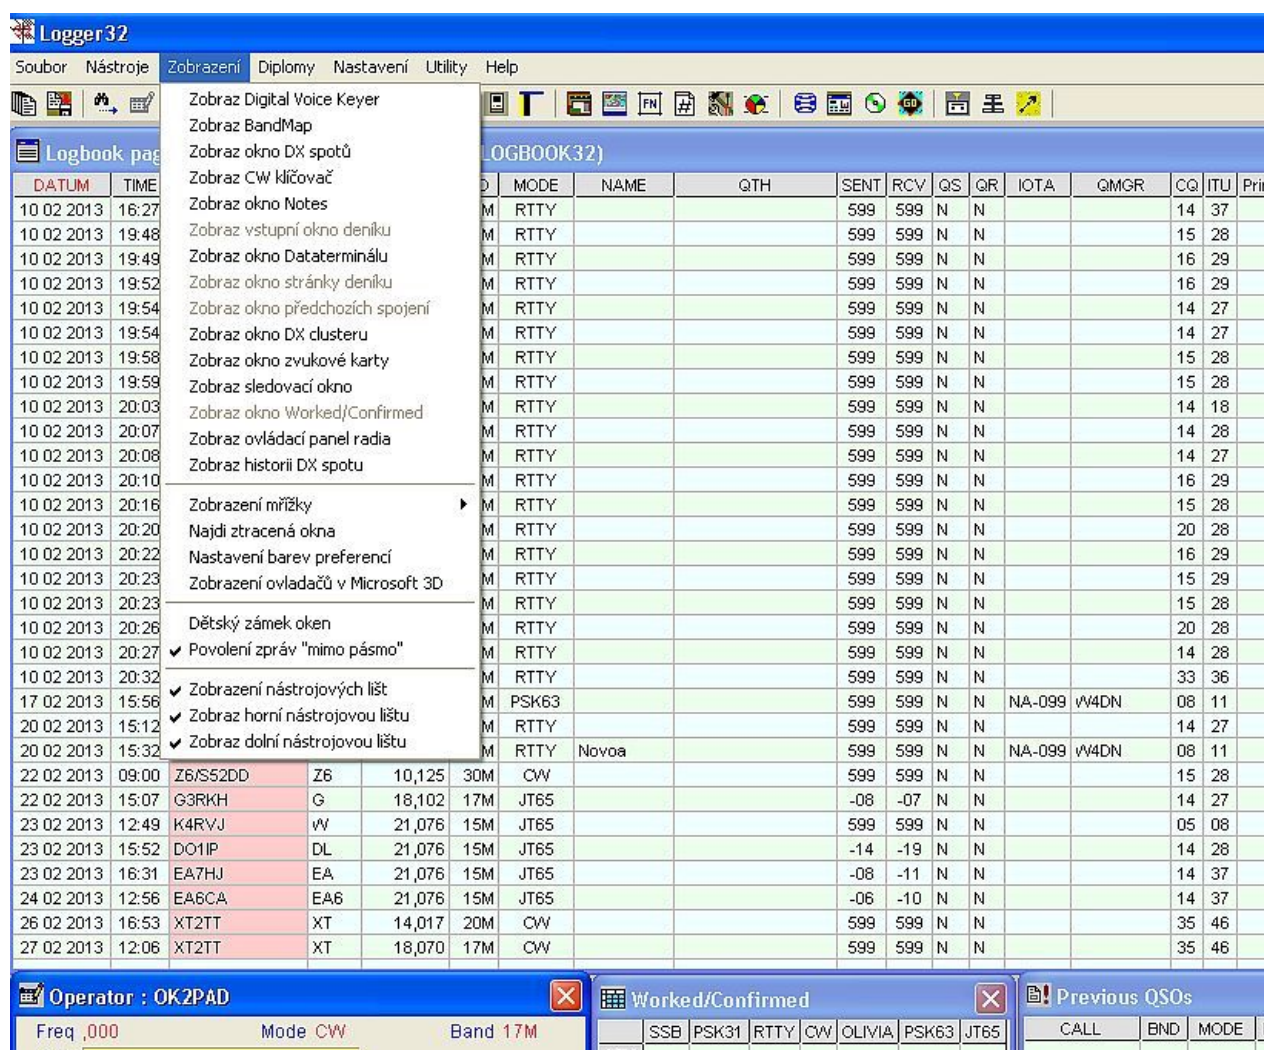 Logger32
Soubor Nástroje Zobrazení Diplomy Nastavení Utility Help
Zobraz Digital Voice Keyer
Zobraz BandMap
Zobraz okno DX spotů
Zobraz CW klíčovač
Zobraz okno Notes
Zobraz vstupní okno deníku
Zobraz okno Dataterminálu
Zobraz okno stránky deníku
Zobraz okno předchozích spojení
Zobraz okno DX clusteru
Zobraz okno zvukové karty
Zobraz sledovací okno
Zobraz okno Worked/Confirmed
Zobraz ovládací panel radia
Zobraz historii DX spotu
Zobrazení mřížky
Najdi ztracená okna
Nastavení barev preferencí
Zobrazení ovladačů v Microsoft 3D
Dětský zámek oken
Povolení zpráv "mimo pásmo"
Zobrazení nástrojových lišt
Zobraz horní nástrojovou lištu
Zobraz dolní nástrojovou lištu
FN
GO
Logbook pag LOGBOOK32)
DATUM TIME MODE NAME QTH SENT RCV QS QR IOTA QMGR CQ ITU Pri
10 02 2013 16:27 M RTTY 599 599 N N 14 37
10 02 2013 19:48 M RTTY 599 599 N N 15 28
10 02 2013 19:49 M RTTY 599 599 N N 16 29
10 02 2013 19:52 M RTTY 599 599 N N 16 29
10 02 2013 19:54 M RTTY 599 599 N N 14 27
10 02 2013 19:54 M RTTY 599 599 N N 14 27
10 02 2013 19:58 M RTTY 599 599 N N 15 28
10 02 2013 19:59 M RTTY 599 599 N N 15 28
10 02 2013 20:03 M RTTY 599 599 N N 14 18
10 02 2013 20:07 M RTTY 599 599 N N 14 28
10 02 2013 20:08 M RTTY 599 599 N N 14 27
10 02 2013 20:10 M RTTY 599 599 N N 16 29
10 02 2013 20:16 M RTTY 599 599 N N 15 28
10 02 2013 20:20 M RTTY 599 599 N N 20 28
10 02 2013 20:22 M RTTY 599 599 N N 16 29
10 02 2013 20:23 M RTTY 599 599 N N 15 29
10 02 2013 20:23 M RTTY 599 599 N N 15 28
10 02 2013 20:26 M RTTY 599 599 N N 20 28
10 02 2013 20:27 M RTTY 599 599 N N 14 28
10 02 2013 20:32 M RTTY 599 599 N N 33 36
17 02 2013 15:56 M PSK63 599 599 N N NA-099 W4DN 08 11
20 02 2013 15:12 M RTTY 599 599 N N 14 27
20 02 2013 15:32 M RTTY Novoa 599 599 N N NA-099 W4DN 08 11
22 02 2013 09:00 Z6/S52DD Z6 10,125 30M CW 599 599 N N 15 28
22 02 2013 15:07 G3RKH G 18,102 17M JT65 -08 -07 N N 14 27
23 02 2013 12:49 K4RVJ W 21,076 15M JT65 599 599 N N 05 08
23 02 2013 15:52 DO1IP DL 21,076 15M JT65 -14 -19 N N 14 28
23 02 2013 16:31 EA7HJ EA 21,076 15M JT65 -08 -11 N N 14 37
24 02 2013 12:56 EA6CA EA6 21,076 15M JT65 -06 -10 N N 14 37
26 02 2013 16:53 XT2TT XT 14,017 20M CW 599 599 N N 35 46
27 02 2013 12:06 XT2TT XT 18,070 17M CW 599 599 N N 35 46
Operator : OK2PAD
Freq ,000 Mode CW Band 17M
Worked/Confirmed
SSB PSK31 RTTY CW OLIVIA PSK63 JT65
Previous QSOs
CALL BND MODE